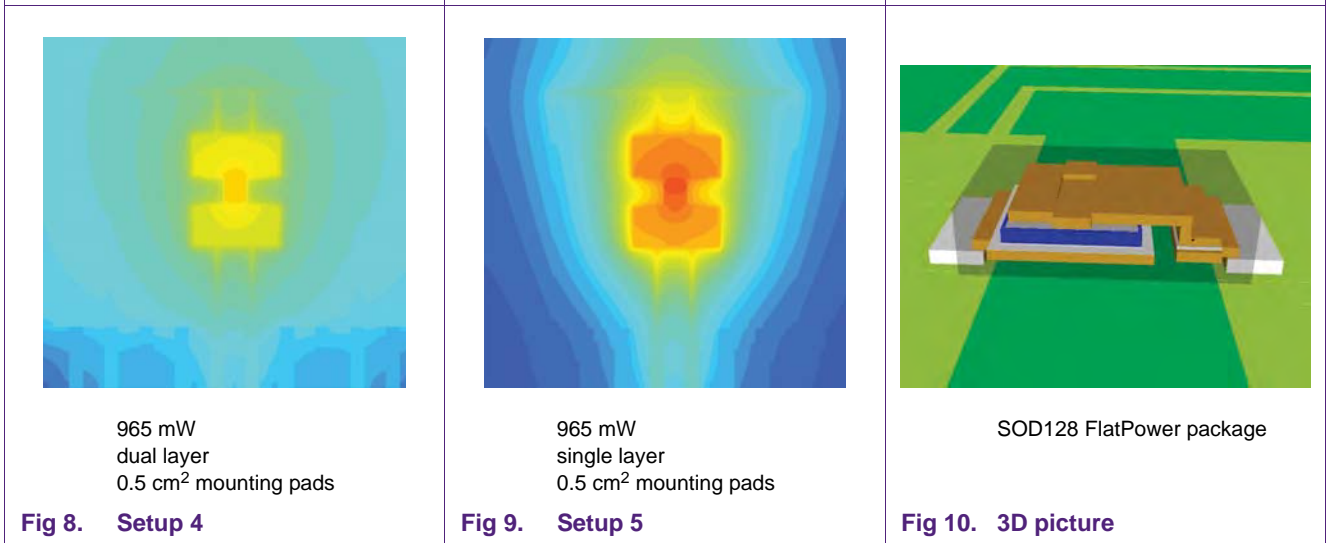 965 mW
dual layer
0.5 cm2 mounting pads
Fig 8. Setup 4
965 mW
single layer
0.5 cm2 mounting pads
Fig 9. Setup 5
SOD128 FlatPower package
Fig 10. 3D picture